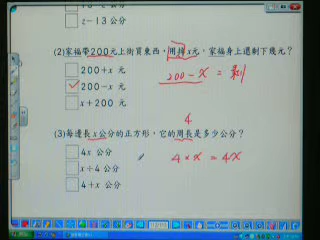 z－13 公分
(2)家福帶200元上街買東西，用掉x元，家福身上還剩下幾元？
200＋x 元
✓ 200－x 元
200－x＝剩
x＋200 元
4
(3)每邊長x公分的正方形，它的周長是多少公分？
4x 公分
x÷4 公分
4×x＝4x
4＋x 公分